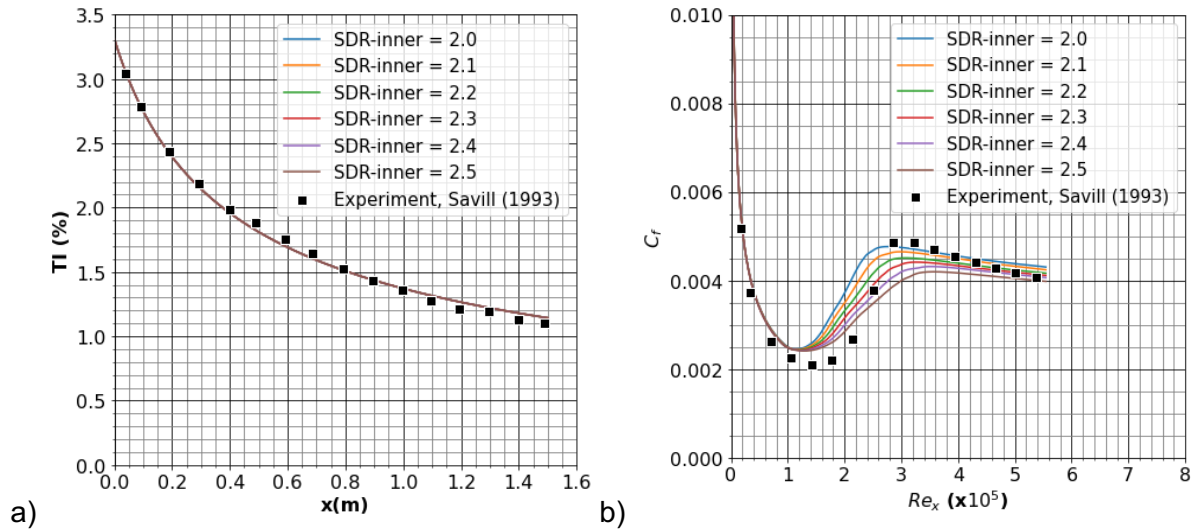 3.5
3.0
2.5
2.0
1.5
1.0
0.5
0.0
TI (%)
SDR-inner = 2.0
SDR-inner = 2.1
SDR-inner = 2.2
SDR-inner = 2.3
SDR-inner = 2.4
SDR-inner = 2.5
Experiment, Savill (1993)
0.0 0.2 0.4 0.6 0.8 1.0 1.2 1.4 1.6
x(m)
a)
0.010
0.008
0.006
0.004
0.002
0.000
C_f
SDR-inner = 2.0
SDR-inner = 2.1
SDR-inner = 2.2
SDR-inner = 2.3
SDR-inner = 2.4
SDR-inner = 2.5
Experiment, Savill (1993)
0 1 2 3 4 5 6 7 8
Re_x (x10^5)
b)